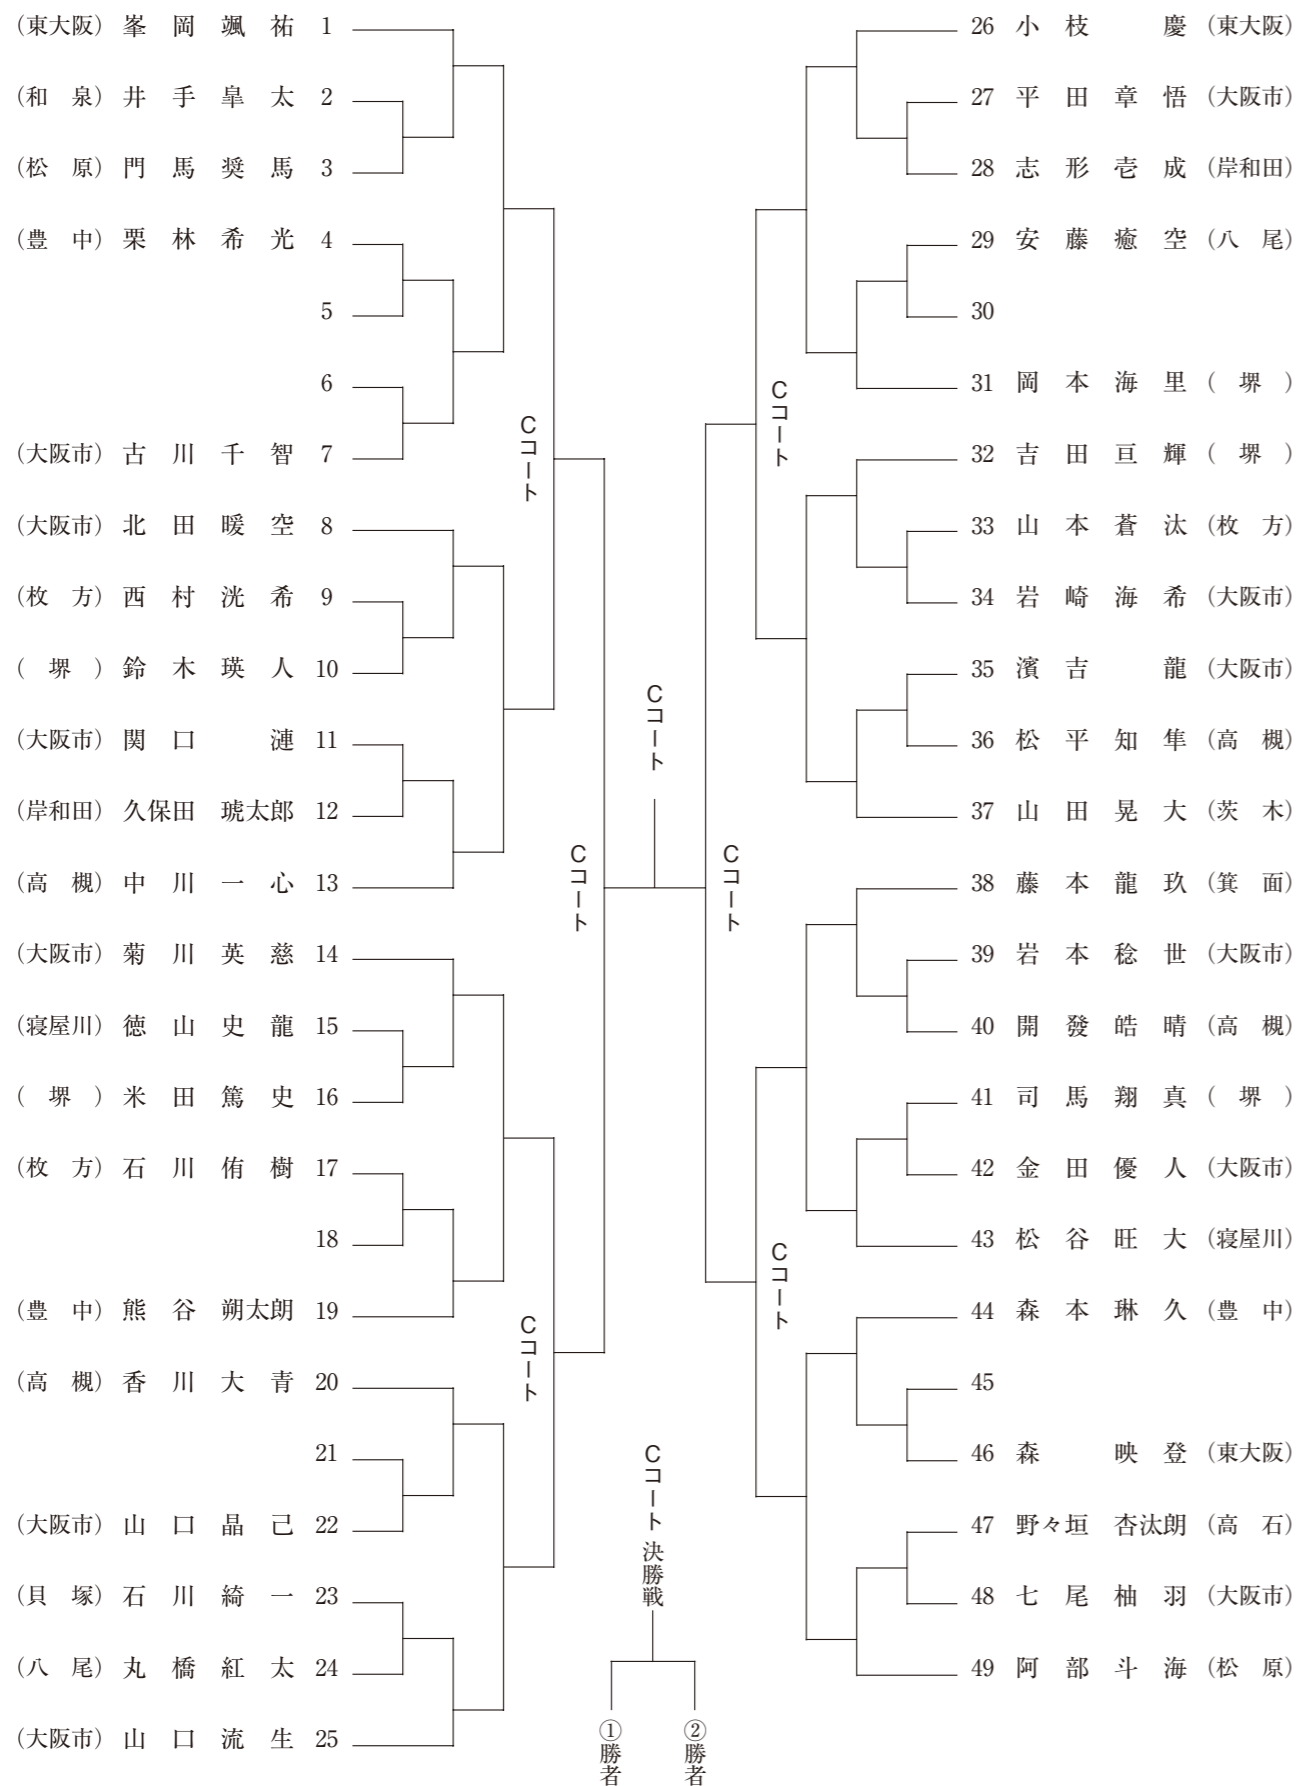 (東大阪) 峯岡颯祐 1
(和泉) 井手皐太 2
(松原) 門馬奨馬 3
(豊中) 栗林希光 4
5
6
(大阪市) 古川千智 7
(大阪市) 北田暖空 8
(枚方) 西村洸希 9
(堺) 鈴木瑛人 10
(大阪市) 関口漣 11
(岸和田) 久保田琥太郎 12
(高槻) 中川一心 13
(大阪市) 菊川英慈 14
(寝屋川) 徳山史龍 15
(堺) 米田篤史 16
(枚方) 石川侑樹 17
18
(豊中) 熊谷朔太朗 19
(高槻) 香川大青 20
21
(大阪市) 山口晶己 22
(貝塚) 石川綺一 23
(八尾) 丸橋紅太 24
(大阪市) 山口流生 25
Cコート
Cコート
Cコート
Cコート
Cコート
Cコート
Cコート
Cコート 決勝戦
①勝者
②勝者
26 小枝慶 (東大阪)
27 平田章悟 (大阪市)
28 志形壱成 (岸和田)
29 安藤癒空 (八尾)
30
31 岡本海里 (堺)
32 吉田亘輝 (堺)
33 山本蒼汰 (枚方)
34 岩崎海希 (大阪市)
35 濱吉龍 (大阪市)
36 松平知隼 (高槻)
37 山田晃大 (茨木)
38 藤本龍玖 (箕面)
39 岩本稔世 (大阪市)
40 開發皓晴 (高槻)
41 司馬翔真 (堺)
42 金田優人 (大阪市)
43 松谷旺大 (寝屋川)
44 森本琳久 (豊中)
45
46 森映登 (東大阪)
47 野々垣杏汰朗 (高石)
48 七尾柚羽 (大阪市)
49 阿部斗海 (松原)